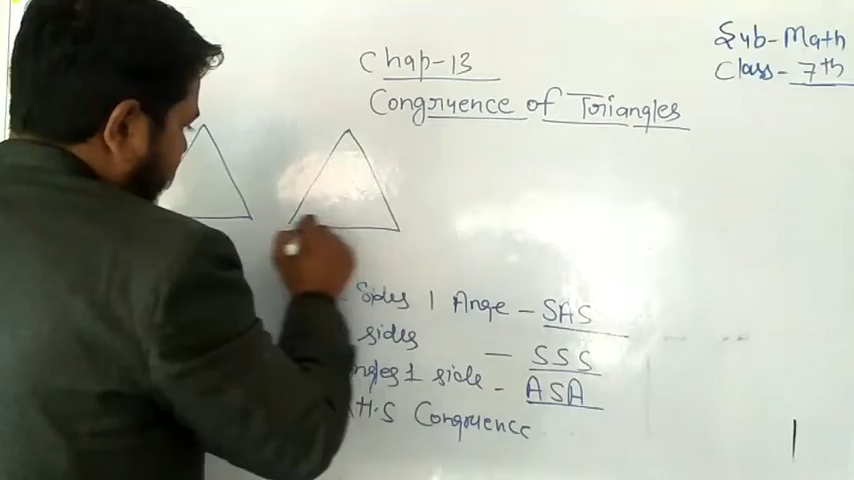 Sub-Math
Class-7th
Chap-13
Congruence of Triangles
Sides 1 Ange - SAS
sides - SSS
ngles 1 side - ASA
H.S Congruence